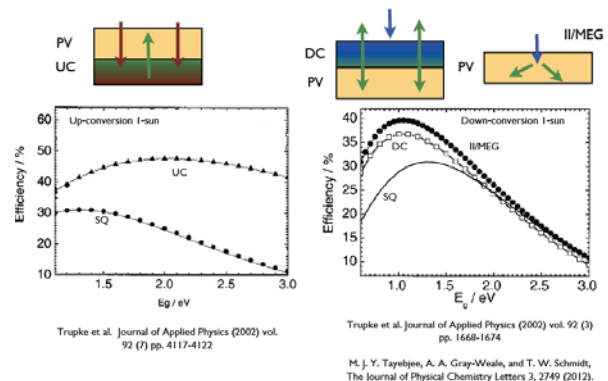 PV
UC
DC
PV
PV
II/MEG
Up-conversion 1-sun
UC
SQ
Efficiency / %
60
50
40
30
20
10
1.5
2.0
2.5
3.0
Eg / eV
Down-conversion 1-sun
DC
II/MEG
SQ
Efficiency / %
40
35
30
25
20
15
10
1.0
1.5
2.0
2.5
3.0
E_g / eV
Trupke et al. Journal of Applied Physics (2002) vol.
92 (7) pp. 4117-4122
Trupke et al. Journal of Applied Physics (2002) vol. 92 (3)
pp. 1668-1674
M. J. Y. Tayebjee, A. A. Gray-Weale, and T. W. Schmidt,
The Journal of Physical Chemistry Letters 3, 2749 (2012).